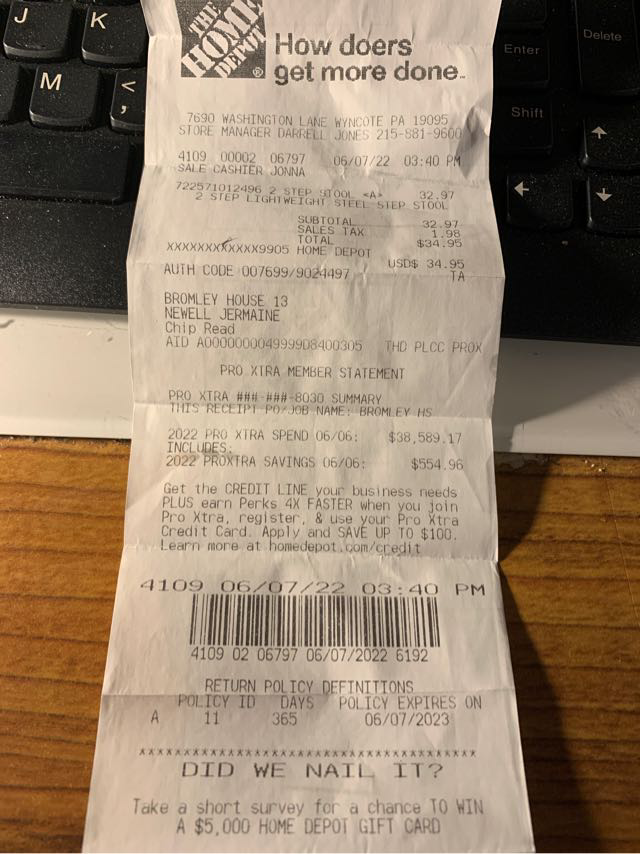 J
K
M
<
,
Enter
Delete
Shift
THE
HOME
DEPOT
®
How doers
get more done™
7690 WASHINGTON LANE WYNCOTE PA 19095
STORE MANAGER DARRELL JONES 215-881-9600
4109 00002 06797 06/07/22 03:40 PM
SALE CASHIER JONNA
722571012496 2 STEP STOOL <A> 32.97
2 STEP LIGHTWEIGHT STEEL STEP STOOL
SUBTOTAL 32.97
SALES TAX 1.98
TOTAL $34.95
XXXXXXXXXXXX9905 HOME DEPOT
USD$ 34.95
AUTH CODE 007699/9024497 TA
BROMLEY HOUSE 13
NEWELL JERMAINE
Chip Read
AID A0000000049999D8400305 THD PLCC PROX
PRO XTRA MEMBER STATEMENT
PRO XTRA ###-###-8030 SUMMARY
THIS RECEIPT PO/JOB NAME: BROMLEY HS
2022 PRO XTRA SPEND 06/06: $38,589.17
INCLUDES:
2022 PROXTRA SAVINGS 06/06: $554.96
Get the CREDIT LINE your business needs
PLUS earn Perks 4X FASTER when you join
Pro Xtra, register, & use your Pro Xtra
Credit Card. Apply and SAVE UP TO $100.
Learn more at homedepot.com/credit
4109 06/07/22 03:40 PM
4109 02 06797 06/07/2022 6192
RETURN POLICY DEFINITIONS
POLICY ID DAYS POLICY EXPIRES ON
A 11 365 06/07/2023
DID WE NAIL IT?
Take a short survey for a chance TO WIN
A $5,000 HOME DEPOT GIFT CARD